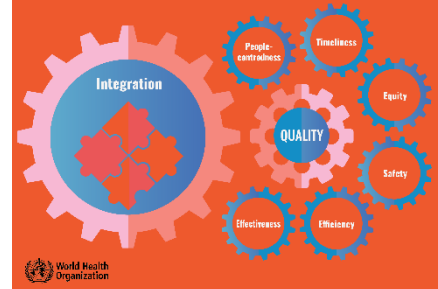 Integration
People-
centredness
Timeliness
Equity
QUALITY
Safety
Effectiveness
Efficiency
World Health
Organization